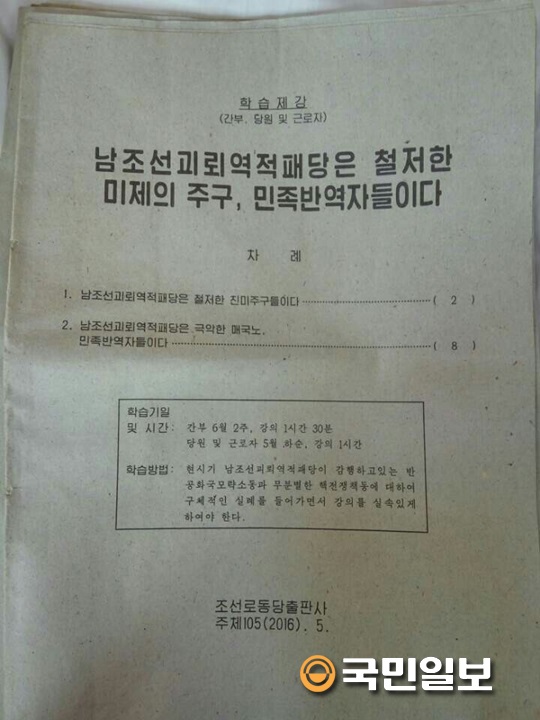 학 습 제 강
(간부, 당원 및 근로자)
남조선괴뢰역적패당은 철저한
미제의 주구, 민족반역자들이다
차 례
1. 남조선괴뢰역적패당은 철저한 친미주구들이다 ( 2 )
2. 남조선괴뢰역적패당은 극악한 매국노,
민족반역자들이다 ( 8 )
학습기일
및 시간: 간부 6월 2주, 강의 1시간 30분
당원 및 근로자 5월 하순, 강의 1시간
학습방법: 현시기 남조선괴뢰역적패당이 감행하고있는 반
공화국모략소동과 무분별한 핵전쟁책동에 대하여
구체적인 실례를 들어가면서 강의를 실속있게
하여야 한다.
조선로동당출판사
주체105(2016). 5.
국민일보